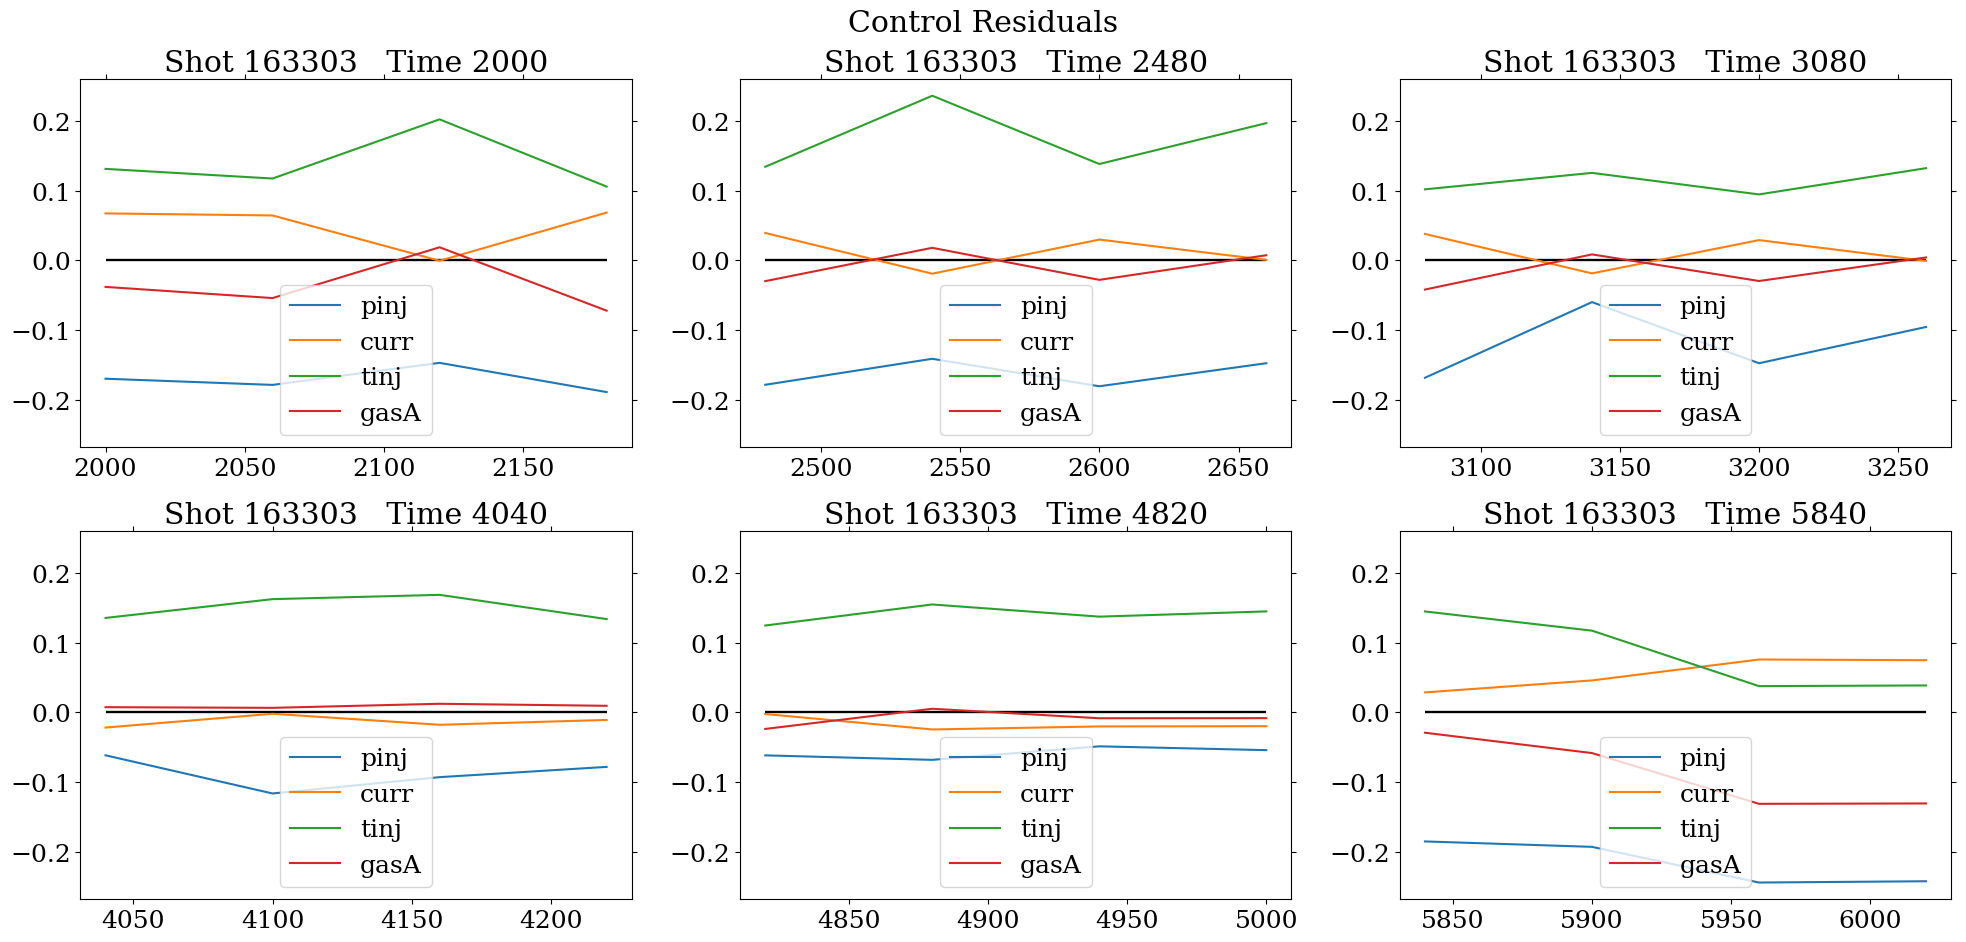 Control Residuals
Shot 163303   Time 2000
Shot 163303   Time 2480
Shot 163303   Time 3080
0.2
0.1
0.0
−0.1
−0.2
pinj
curr
tinj
gasA
2000
2050
2100
2150
0.2
0.1
0.0
−0.1
−0.2
pinj
curr
tinj
gasA
2500
2550
2600
2650
0.2
0.1
0.0
−0.1
−0.2
pinj
curr
tinj
gasA
3100
3150
3200
3250
Shot 163303   Time 4040
Shot 163303   Time 4820
Shot 163303   Time 5840
0.2
0.1
0.0
−0.1
−0.2
pinj
curr
tinj
gasA
4050
4100
4150
4200
0.2
0.1
0.0
−0.1
−0.2
pinj
curr
tinj
gasA
4850
4900
4950
5000
0.2
0.1
0.0
−0.1
−0.2
pinj
curr
tinj
gasA
5850
5900
5950
6000